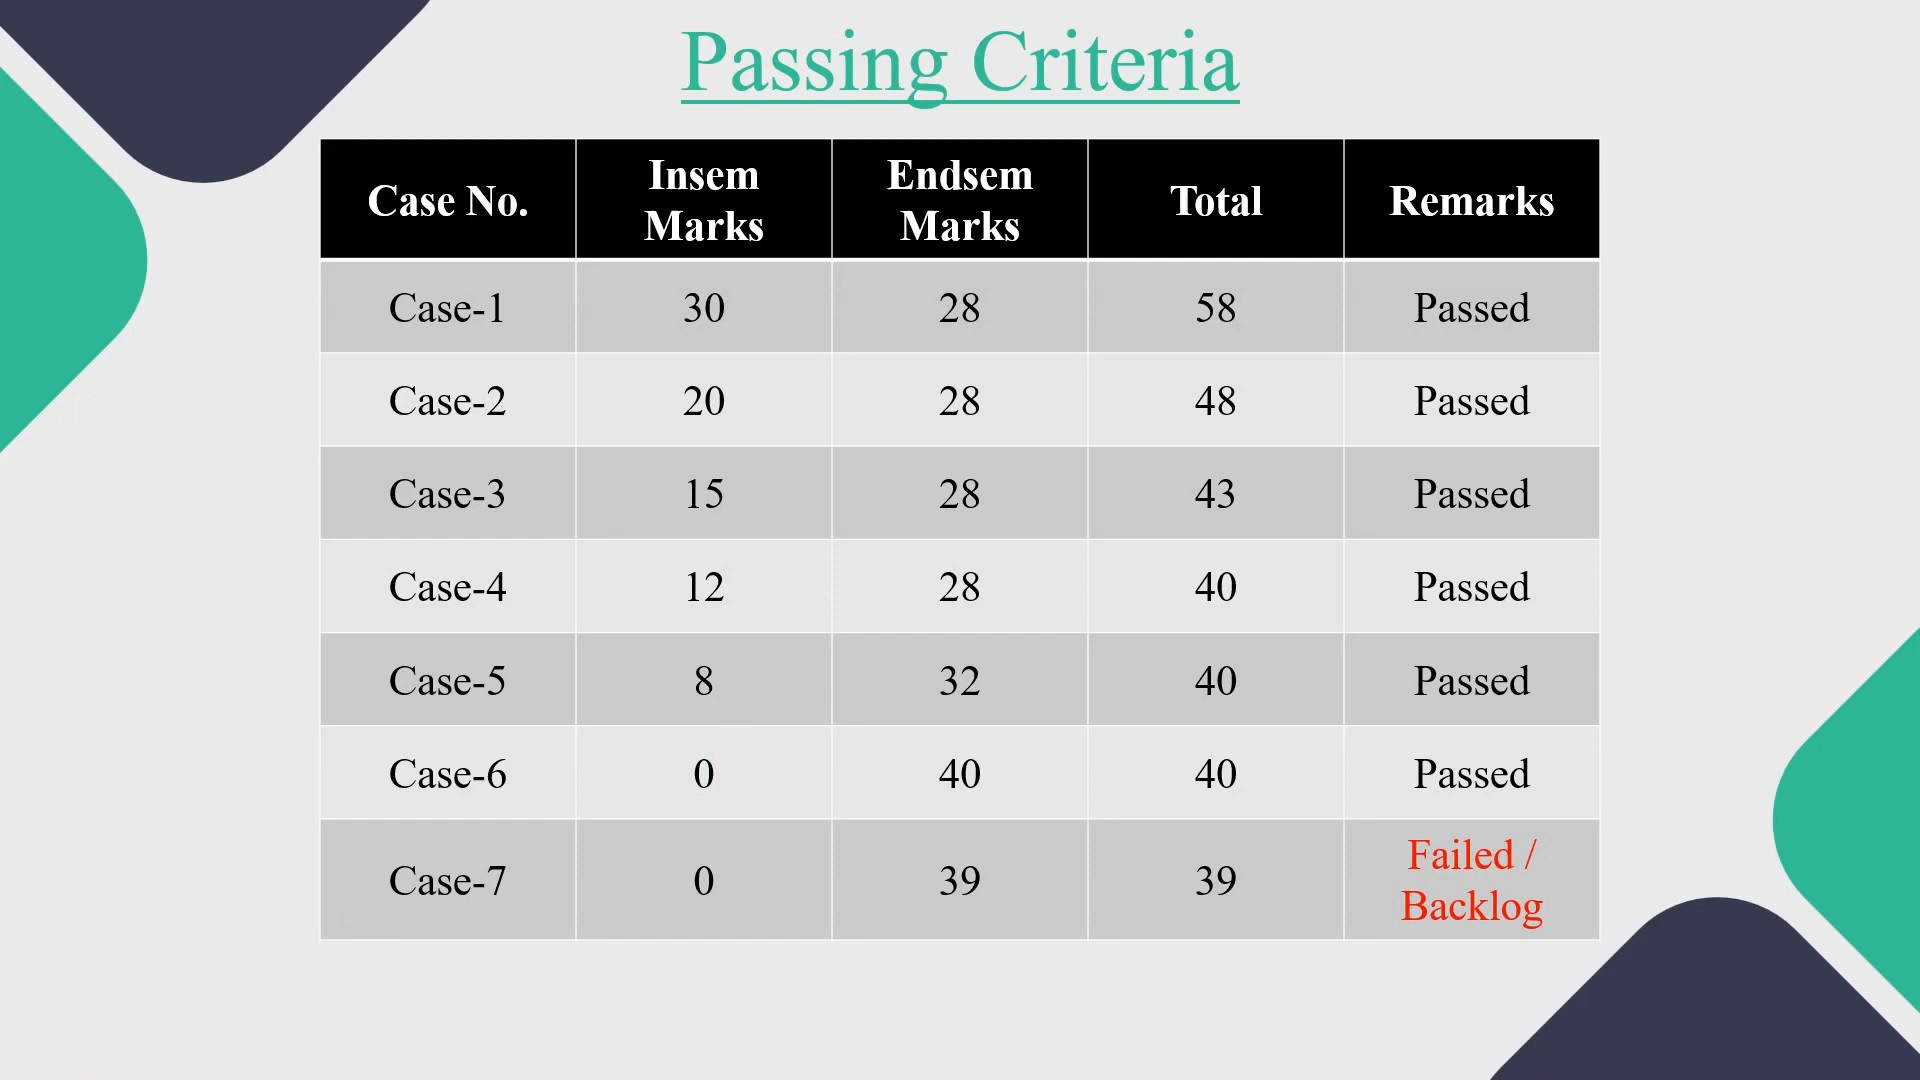 Passing Criteria
Case No. Insem Marks Endsem Marks Total Remarks
Case-1 30 28 58 Passed
Case-2 20 28 48 Passed
Case-3 15 28 43 Passed
Case-4 12 28 40 Passed
Case-5 8 32 40 Passed
Case-6 0 40 40 Passed
Case-7 0 39 39 Failed / Backlog